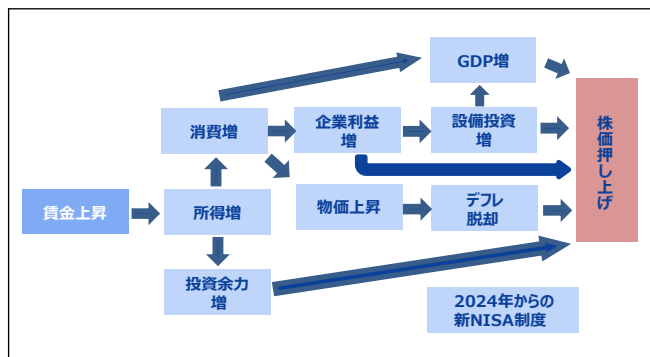 GDP増
消費増
企業利益
増
設備投資
増
株価押し上げ
賃金上昇
所得増
物価上昇
デフレ
脱却
投資余力
増
2024年からの
新NISA制度